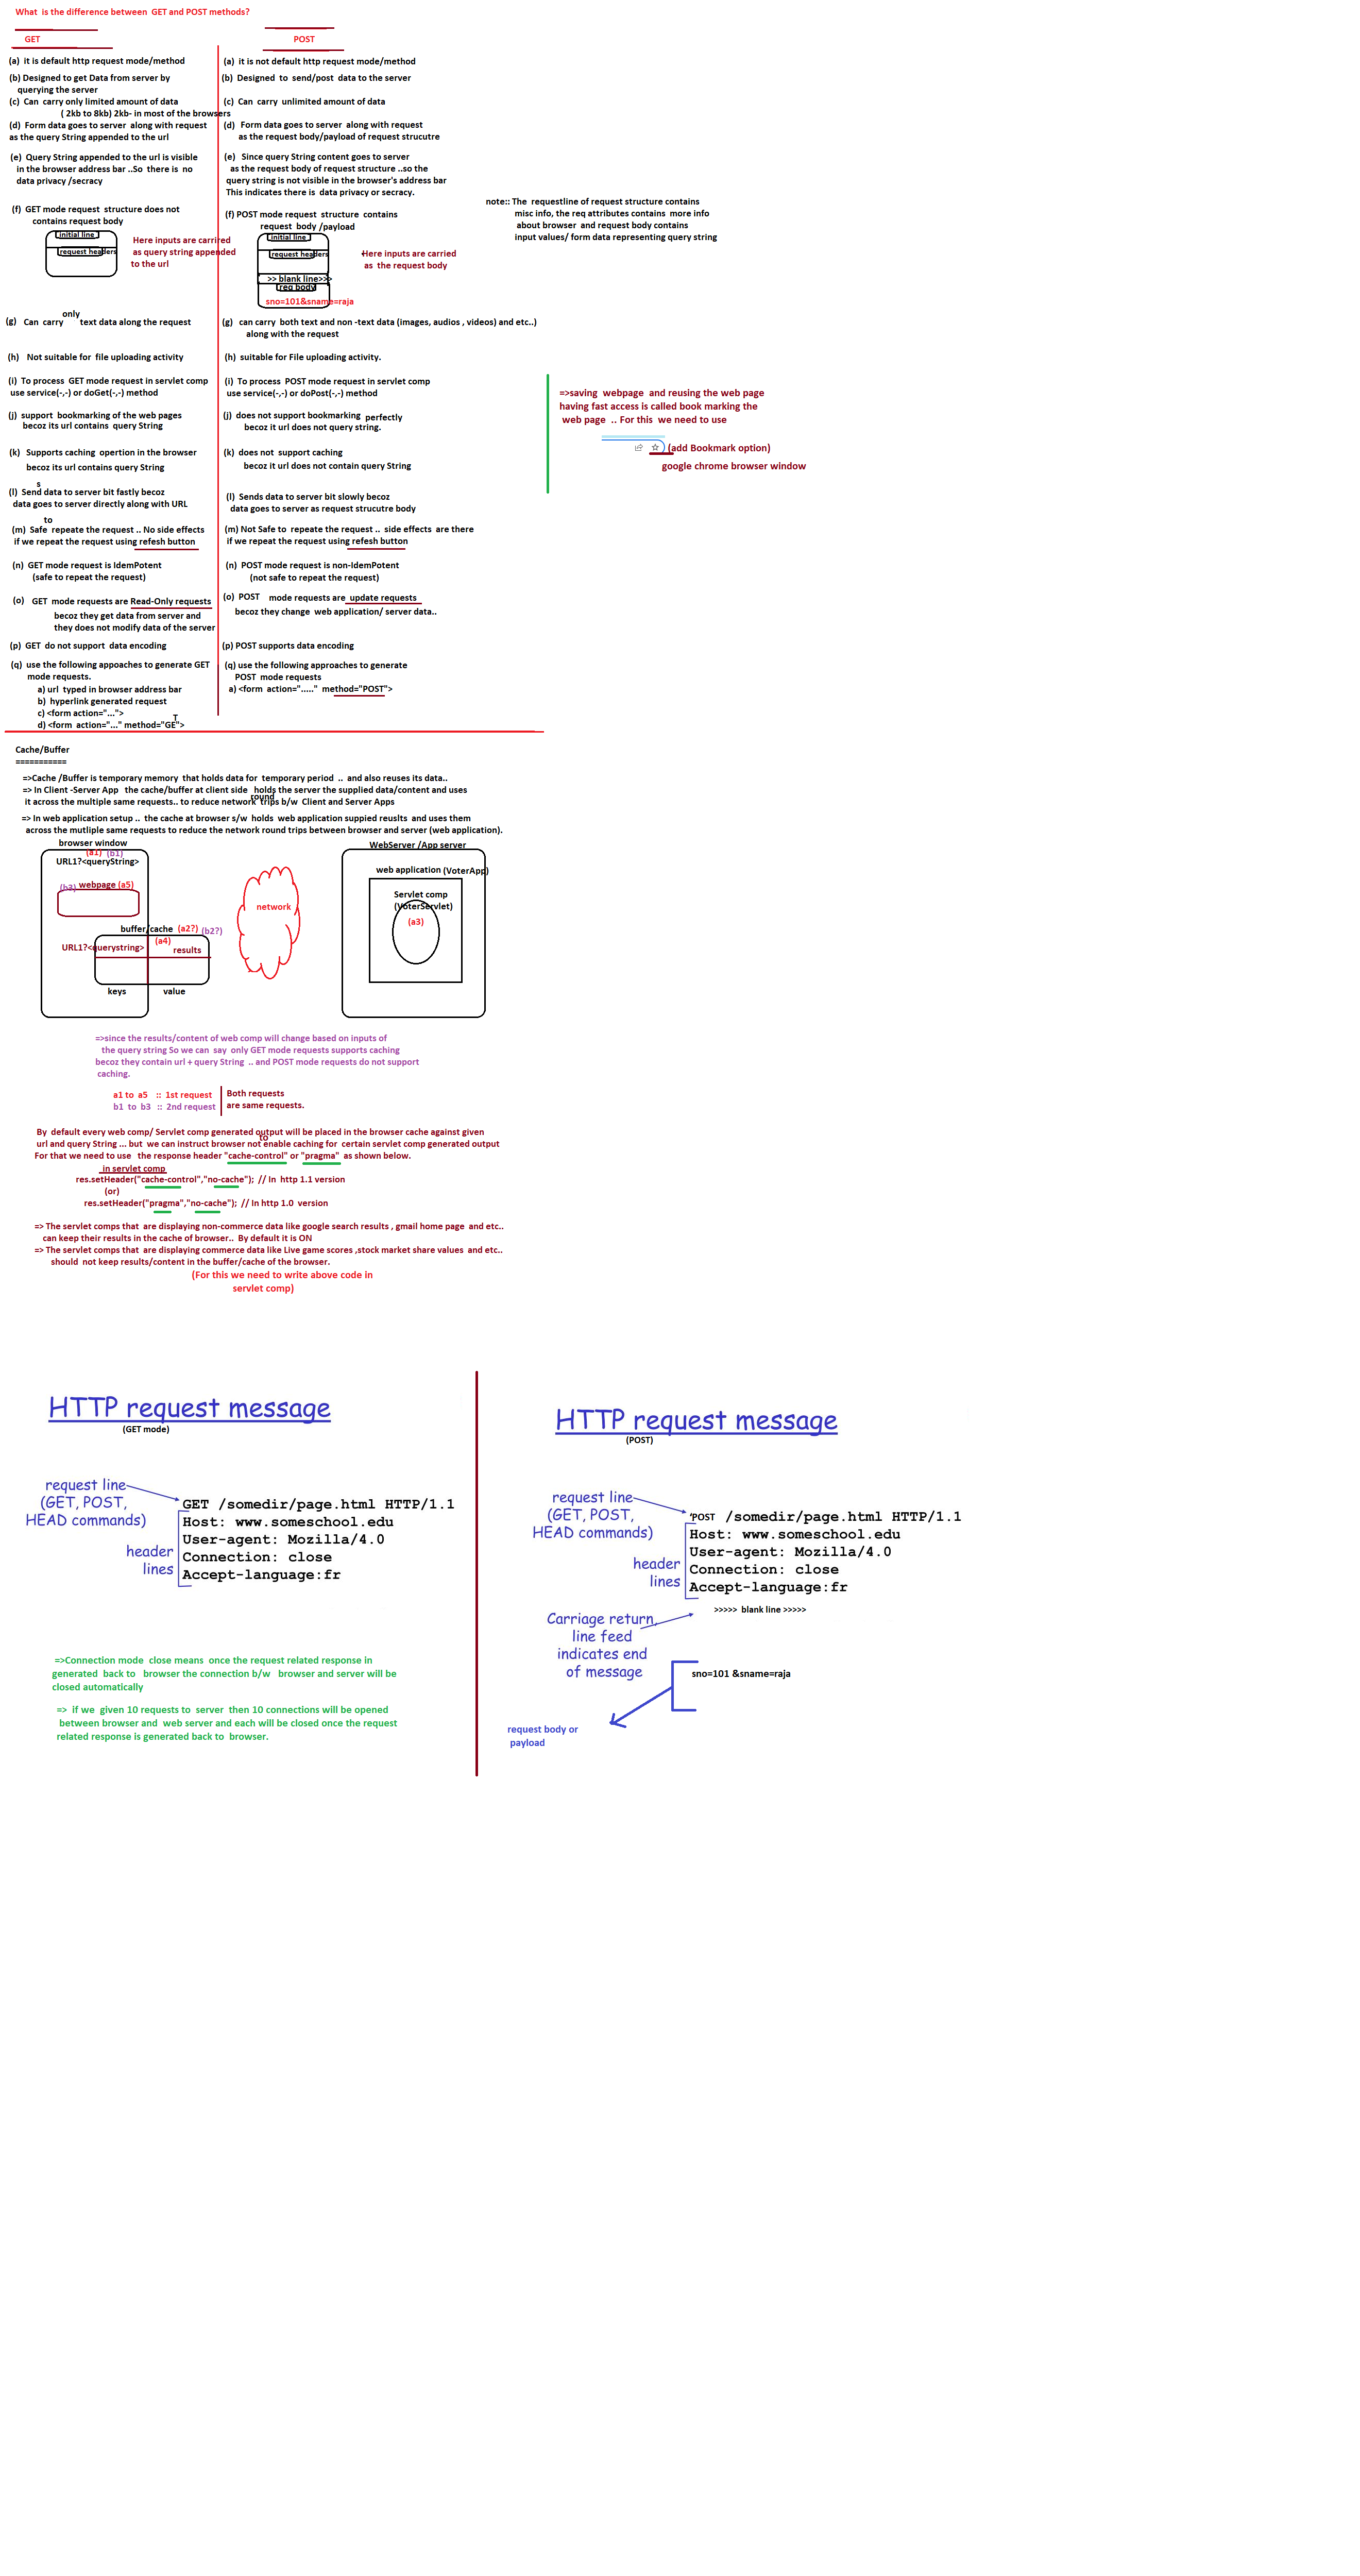 What is the difference between GET and POST methods?
GET
(a) it is default http request mode/method
(b) Designed to get Data from server by
querying the server
(c) Can carry only limited amount of data
( 2kb to 8kb) 2kb- in most of the browsers
(d) Form data goes to server along with request
as the query String appended to the url
(e) Query String appended to the url is visible
in the browser address bar ..So there is no
data privacy /secracy
(f) GET mode request structure does not
contains request body
initial line
request headers
Here inputs are carried
as query string appended
to the url
only
(g) Can carry text data along the request
(h) Not suitable for file uploading activity
(i) To process GET mode request in servlet comp
use service(-,-) or doGet(-,-) method
(j) support bookmarking of the web pages
becoz its url contains query String
(k) Supports caching opertion in the browser
becoz its url contains query String
s
(l) Send data to server bit fastly becoz
data goes to server directly along with URL
to
(m) Safe repeate the request .. No side effects
if we repeat the request using refesh button
(n) GET mode request is IdemPotent
(safe to repeat the request)
(o) GET mode requests are Read-Only requests
becoz they get data from server and
they does not modify data of the server
(p) GET do not support data encoding
(q) use the following appoaches to generate GET
mode requests.
a) url typed in browser address bar
b) hyperlink generated request
c) <form action="...">
T
d) <form action="..." method="GE">
POST
(a) it is not default http request mode/method
(b) Designed to send/post data to the server
(c) Can carry unlimited amount of data
(d) Form data goes to server along with request
as the request body/payload of request strucutre
(e) Since query String content goes to server
as the request body of request structure ..so the
query string is not visible in the browser's address bar
This indicates there is data privacy or secracy.
(f) POST mode request structure contains
request body /payload
initial line
request headers
>> blank line>>>
req body
sno=101&sname=raja
Here inputs are carried
as the request body
(g) can carry both text and non -text data (images, audios , videos) and etc..)
along with the request
(h) suitable for File uploading activity.
(i) To process POST mode request in servlet comp
use service(-,-) or doPost(-,-) method
(j) does not support bookmarking perfectly
becoz it url does not query string.
(k) does not support caching
becoz it url does not contain query String
(l) Sends data to server bit slowly becoz
data goes to server as request strucutre body
(m) Not Safe to repeate the request .. side effects are there
if we repeat the request using refesh button
(n) POST mode request is non-IdemPotent
(not safe to repeat the request)
(o) POST mode requests are update requests
becoz they change web application/ server data..
(p) POST supports data encoding
(q) use the following approaches to generate
POST mode requests
a) <form action="....." method="POST">
note:: The requestline of request structure contains
misc info, the req attributes contains more info
about browser and request body contains
input values/ form data representing query string
=>saving webpage and reusing the web page
having fast access is called book marking the
web page .. For this we need to use
(add Bookmark option)
google chrome browser window
Cache/Buffer
===========
=>Cache /Buffer is temporary memory that holds data for temporary period .. and also reuses its data..
=> In Client -Server App the cache/buffer at client side holds the server the supplied data/content and uses
round
it across the multiple same requests.. to reduce network trips b/w Client and Server Apps
=> In web application setup .. the cache at browser s/w holds web application suppied reuslts and uses them
across the mutliple same requests to reduce the network round trips between browser and server (web application).
browser window
(a1) (b1)
URL1?<queryString>
(b3) webpage (a5)
buffer/cache (a2?) (b2?)
(a4)
URL1?<querystring> results
keys value
network
WebServer /App server
web application (VoterApp)
Servlet comp
(VoterServlet)
(a3)
=>since the results/content of web comp will change based on inputs of
the query string So we can say only GET mode requests supports caching
becoz they contain url + query String .. and POST mode requests do not support
caching.
a1 to a5 :: 1st request
b1 to b3 :: 2nd request
Both requests
are same requests.
By default every web comp/ Servlet comp generated output will be placed in the browser cache against given
to
url and query String ... but we can instruct browser not enable caching for certain servlet comp generated output
For that we need to use the response header "cache-control" or "pragma" as shown below.
in servlet comp
res.setHeader("cache-control","no-cache"); // In http 1.1 version
(or)
res.setHeader("pragma","no-cache"); // In http 1.0 version
=> The servlet comps that are displaying non-commerce data like google search results , gmail home page and etc..
can keep their results in the cache of browser.. By default it is ON
=> The servlet comps that are displaying commerce data like Live game scores ,stock market share values and etc..
should not keep results/content in the buffer/cache of the browser.
(For this we need to write above code in
servlet comp)
HTTP request message
(GET mode)
request line
(GET, POST,
HEAD commands)
header
lines
GET /somedir/page.html HTTP/1.1
Host: www.someschool.edu
User-agent: Mozilla/4.0
Connection: close
Accept-language:fr
=>Connection mode close means once the request related response in
generated back to browser the connection b/w browser and server will be
closed automatically
=> if we given 10 requests to server then 10 connections will be opened
between browser and web server and each will be closed once the request
related response is generated back to browser.
HTTP request message
(POST)
request line
(GET, POST,
HEAD commands)
header
lines
POST /somedir/page.html HTTP/1.1
Host: www.someschool.edu
User-agent: Mozilla/4.0
Connection: close
Accept-language:fr
>>>>> blank line >>>>>
Carriage return,
line feed
indicates end
of message
sno=101 &sname=raja
request body or
payload